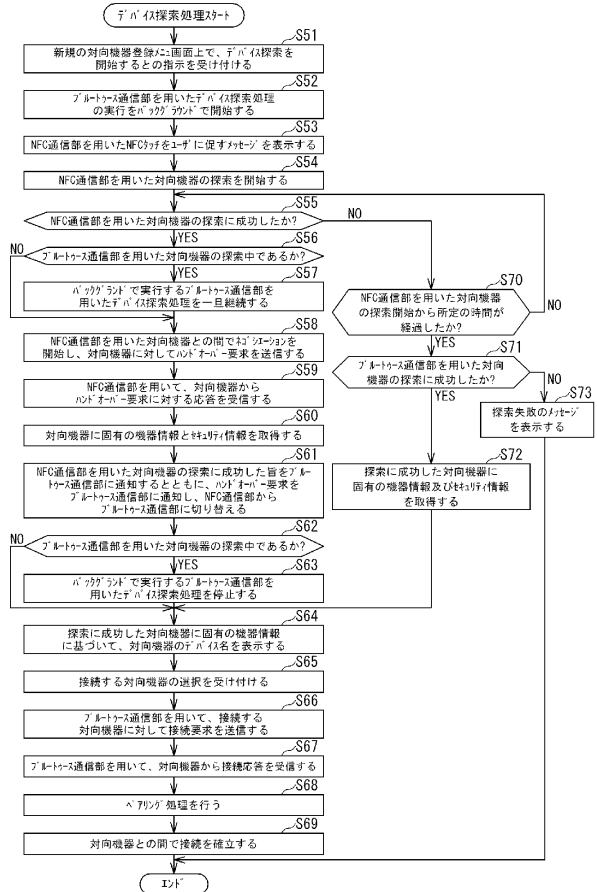 デバイス探索処理スタート
S51
新規の対向機器登録メニュー画面上で、デバイス探索を
開始するとの指示を受け付ける
S52
ブルートゥース通信部を用いたデバイス探索処理
の実行をバックグラウンドで開始する
S53
NFC通信部を用いたNFCタッチをユーザに促すメッセージを表示する
S54
NFC通信部を用いた対向機器の探索を開始する
S55
NFC通信部を用いた対向機器の探索に成功したか?
NO
YES
S56
NO
ブルートゥース通信部を用いた対向機器の探索中であるか?
YES
S57
バックグランドで実行するブルートゥース通信部を
用いたデバイス探索処理を一旦継続する
S58
NFC通信部を用いた対向機器との間でネゴシエーションを
開始し、対向機器に対してハンドオーバー要求を送信する
S59
NFC通信部を用いて、対向機器から
ハンドオーバー要求に対する応答を受信する
S60
対向機器に固有の機器情報とセキュリティ情報を取得する
S61
NFC通信部を用いた対向機器の探索に成功した旨をブルー
トゥース通信部に通知するとともに、ハンドオーバー要求を
ブルートゥース通信部に通知し、NFC通信部から
ブルートゥース通信部に切り替える
S62
NO
ブルートゥース通信部を用いた対向機器の探索中であるか?
YES
S63
バックグランドで実行するブルートゥース通信部を
用いたデバイス探索処理を停止する
S64
探索に成功した対向機器に固有の機器情報
に基づいて、対向機器のデバイス名を表示する
S65
接続する対向機器の選択を受け付ける
S66
ブルートゥース通信部を用いて、接続する
対向機器に対して接続要求を送信する
S67
ブルートゥース通信部を用いて、対向機器から接続応答を受信する
S68
ペアリング処理を行う
S69
対向機器との間で接続を確立する
エンド
S70
NFC通信部を用いた対向機器
の探索開始から所定の時間が
経過したか?
NO
YES
S71
ブルートゥース通信部を用いた対向
機器の探索に成功したか?
NO
YES
S73
探索失敗のメッセージ
を表示する
S72
探索に成功した対向機器に
固有の機器情報及びセキュリティ情報
を取得する